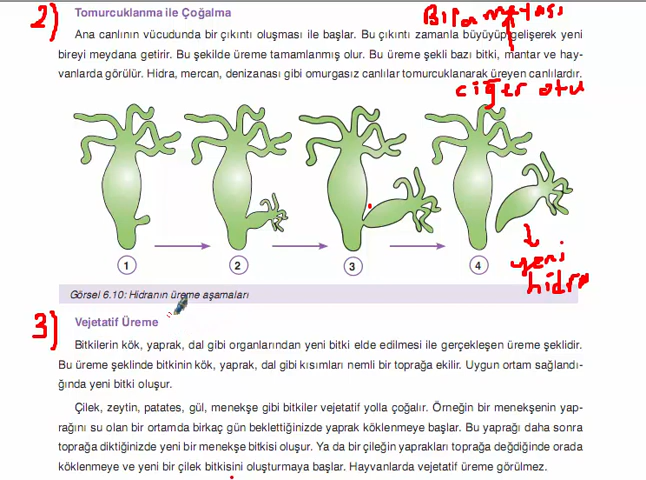 2) Tomurcuklanma ile Çoğalma
Bira mayası
Ana canlının vücudunda bir çıkıntı oluşması ile başlar. Bu çıkıntı zamanla büyüyüp gelişerek yeni
bireyi meydana getirir. Bu şekilde üreme tamamlanmış olur. Bu üreme şekli bazı bitki, mantar ve hay-
vanlarda görülür. Hidra, mercan, denizanası gibi omurgasız canlılar tomurcuklanarak üreyen canlılardır.
ciğer otu
1 2 3 4
yeni
hidra
Görsel 6.10: Hidranın üreme aşamaları
3) Vejetatif Üreme
Bitkilerin kök, yaprak, dal gibi organlarından yeni bitki elde edilmesi ile gerçekleşen üreme şeklidir.
Bu üreme şeklinde bitkinin kök, yaprak, dal gibi kısımları nemli bir toprağa ekilir. Uygun ortam sağlandı-
ğında yeni bitki oluşur.
Çilek, zeytin, patates, gül, menekşe gibi bitkiler vejetatif yolla çoğalır. Örneğin bir menekşenin yap-
rağını su olan bir ortamda birkaç gün beklettiğinizde yaprak köklenmeye başlar. Bu yaprağı daha sonra
toprağa diktiğinizde yeni bir menekşe bitkisi oluşur. Ya da bir çileğin yaprakları toprağa değdiğinde orada
köklenmeye ve yeni bir çilek bitkisini oluşturmaya başlar. Hayvanlarda vejetatif üreme görülmez.